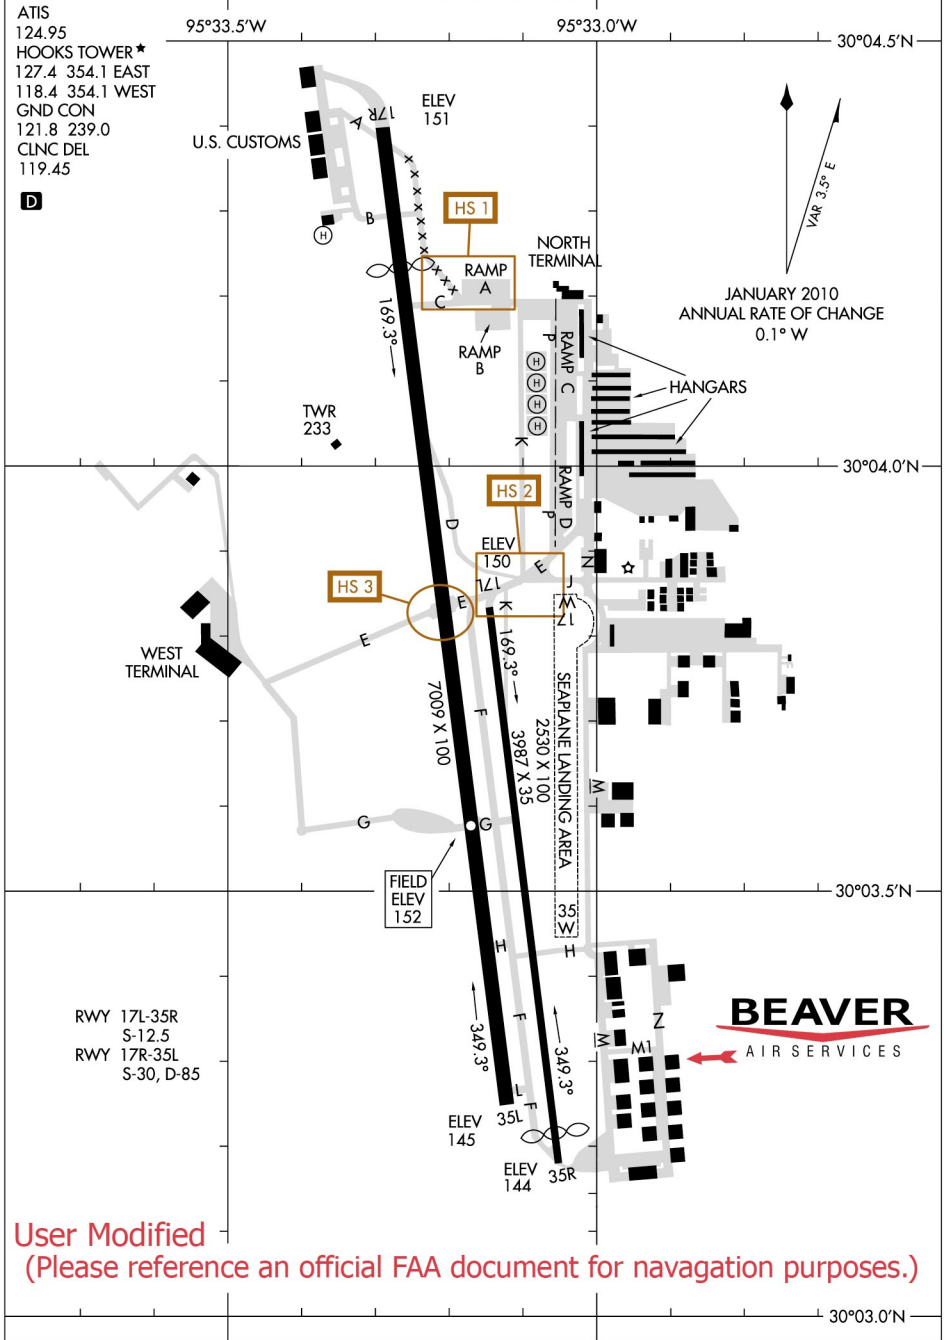 ATIS
124.95
HOOKS TOWER★
127.4 354.1 EAST
118.4 354.1 WEST
GND CON
121.8 239.0
CLNC DEL
119.45
D
95°33.5'W
95°33.0'W
30°04.5'N
ELEV
151
17R
A
U.S. CUSTOMS
B
H
HS 1
RAMP
A
C
NORTH
TERMINAL
VAR 3.5° E
JANUARY 2010
ANNUAL RATE OF CHANGE
0.1° W
169.3°
RAMP
B
P
RAMP C
H
H
H
H
HANGARS
TWR
233
K
30°04.0'N
HS 2
RAMP D
P
D
ELEV
150
E
N
J
HS 3
17L
E
K
W
17
E
WEST
TERMINAL
169.3°
7009 X 100
F
3987 X 35
2530 X 100
SEAPLANE LANDING AREA
M
G
G
FIELD
ELEV
152
30°03.5'N
35
W
H
H
RWY 17L-35R
S-12.5
RWY 17R-35L
S-30, D-85
F
Z
M
M1
BEAVER
AIR SERVICES
349.3°
349.3°
L
F
35L
ELEV
145
ELEV
144
35R
User Modified
(Please reference an official FAA document for navagation purposes.)
30°03.0'N